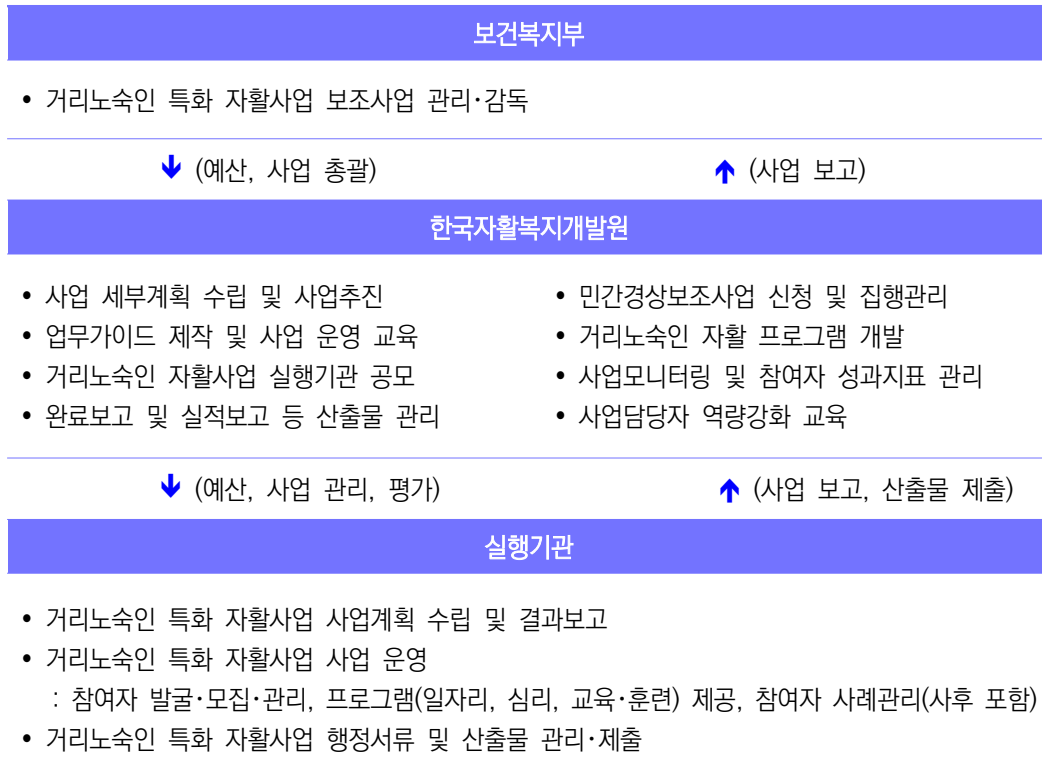 보건복지부
• 거리노숙인 특화 자활사업 보조사업 관리·감독
↓ (예산, 사업 총괄)
↑ (사업 보고)
한국자활복지개발원
• 사업 세부계획 수립 및 사업추진
• 업무가이드 제작 및 사업 운영 교육
• 거리노숙인 자활사업 실행기관 공모
• 완료보고 및 실적보고 등 산출물 관리
• 민간경상보조사업 신청 및 집행관리
• 거리노숙인 자활 프로그램 개발
• 사업모니터링 및 참여자 성과지표 관리
• 사업담당자 역량강화 교육
↓ (예산, 사업 관리, 평가)
↑ (사업 보고, 산출물 제출)
실행기관
• 거리노숙인 특화 자활사업 사업계획 수립 및 결과보고
• 거리노숙인 특화 자활사업 사업 운영
: 참여자 발굴·모집·관리, 프로그램(일자리, 심리, 교육·훈련) 제공, 참여자 사례관리(사후 포함)
• 거리노숙인 특화 자활사업 행정서류 및 산출물 관리·제출